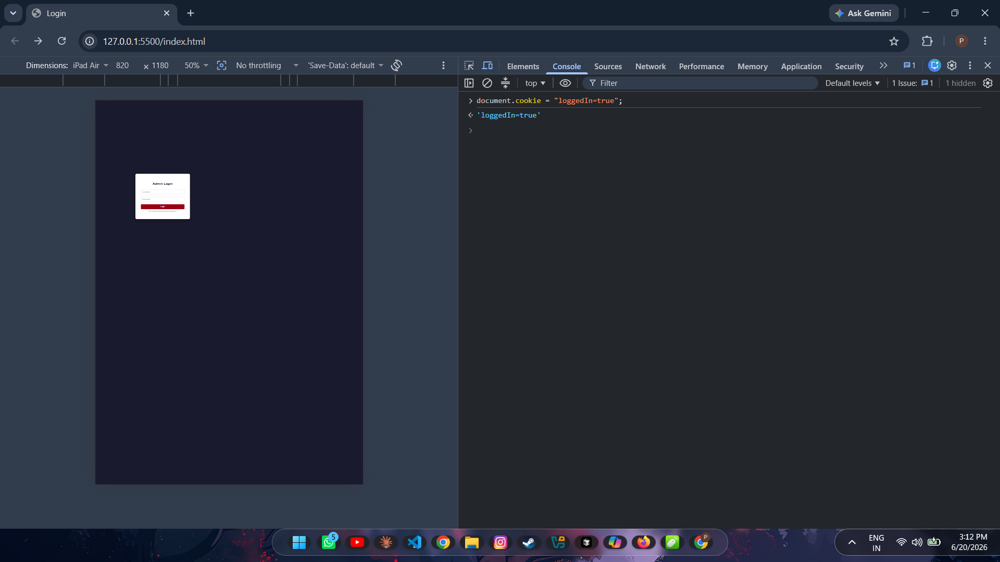 Login
Ask Gemini
127.0.0.1:5500/index.html
P
Dimensions: iPad Air 820 × 1180 50% No throttling 'Save-Data': default
Elements Console Sources Network Performance Memory Application Security 1
top Filter Default levels 1 Issue: 1 1 hidden
document.cookie = "loggedIn=true";
'loggedIn=true'
Admin Login
Password
Login
5
P
ENG
IN
3:12 PM
6/20/2026